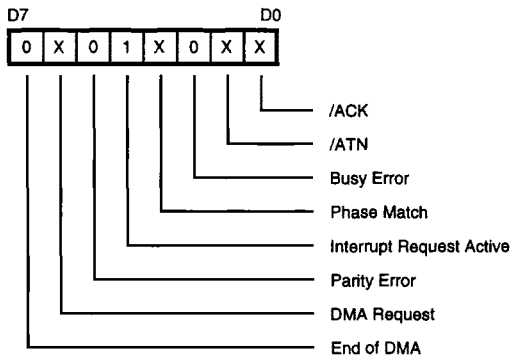 D7 D0
0 X 0 1 X 0 X X
/ACK
/ATN
Busy Error
Phase Match
Interrupt Request Active
Parity Error
DMA Request
End of DMA